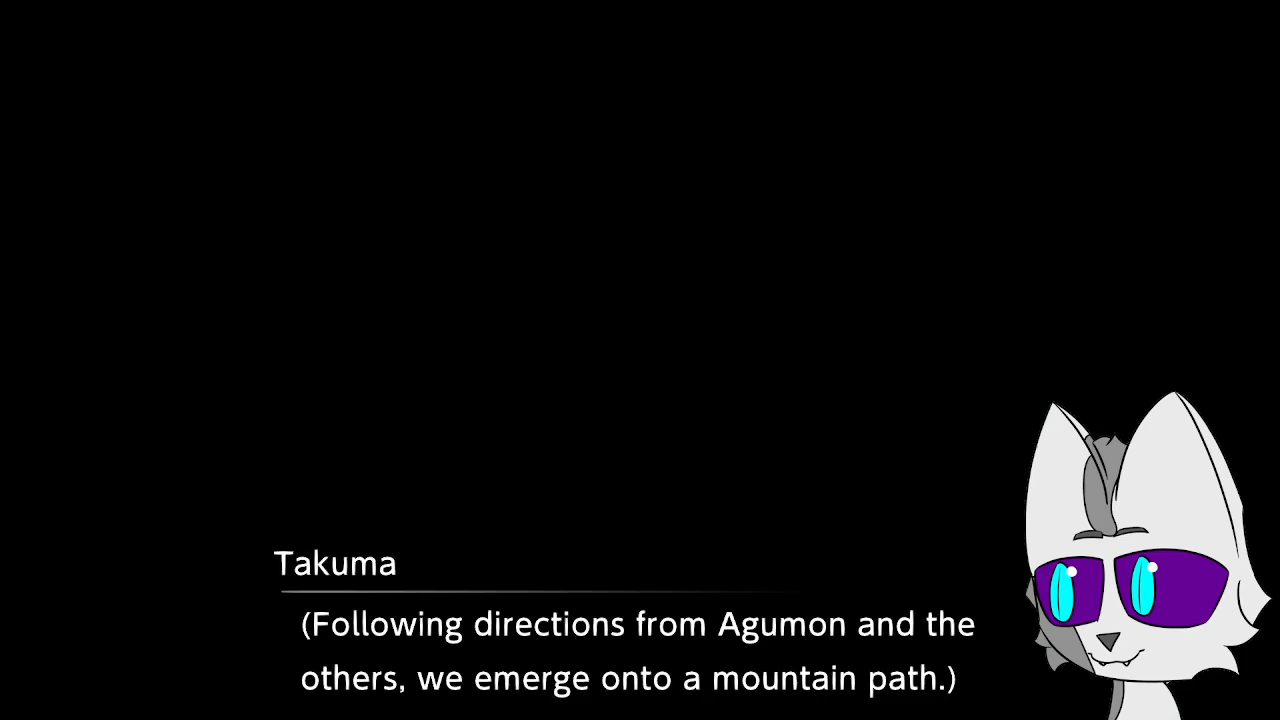 Takuma
(Following directions from Agumon and the
others, we emerge onto a mountain path.)